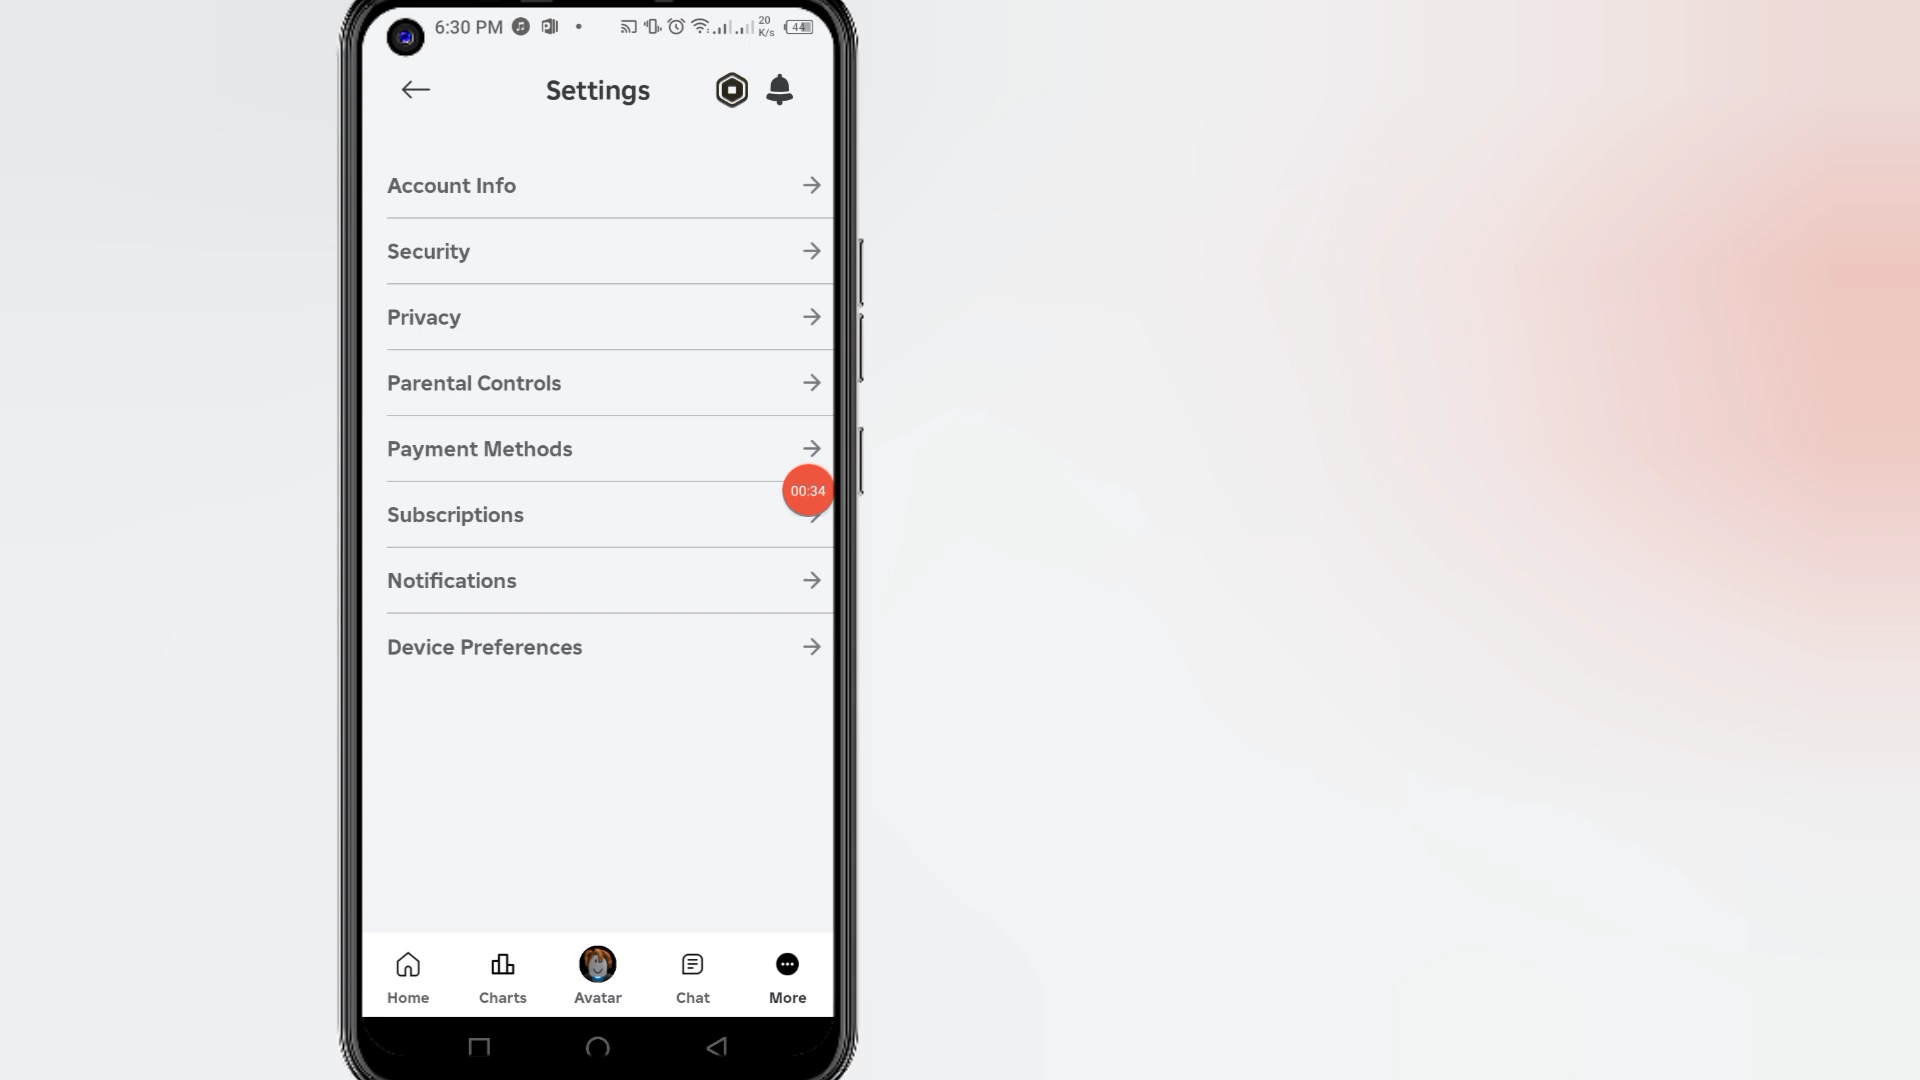 6:30 PM 20 K/s 44
Settings
Account Info
Security
Privacy
Parental Controls
Payment Methods
00:34
Subscriptions
Notifications
Device Preferences
Home Charts Avatar Chat More